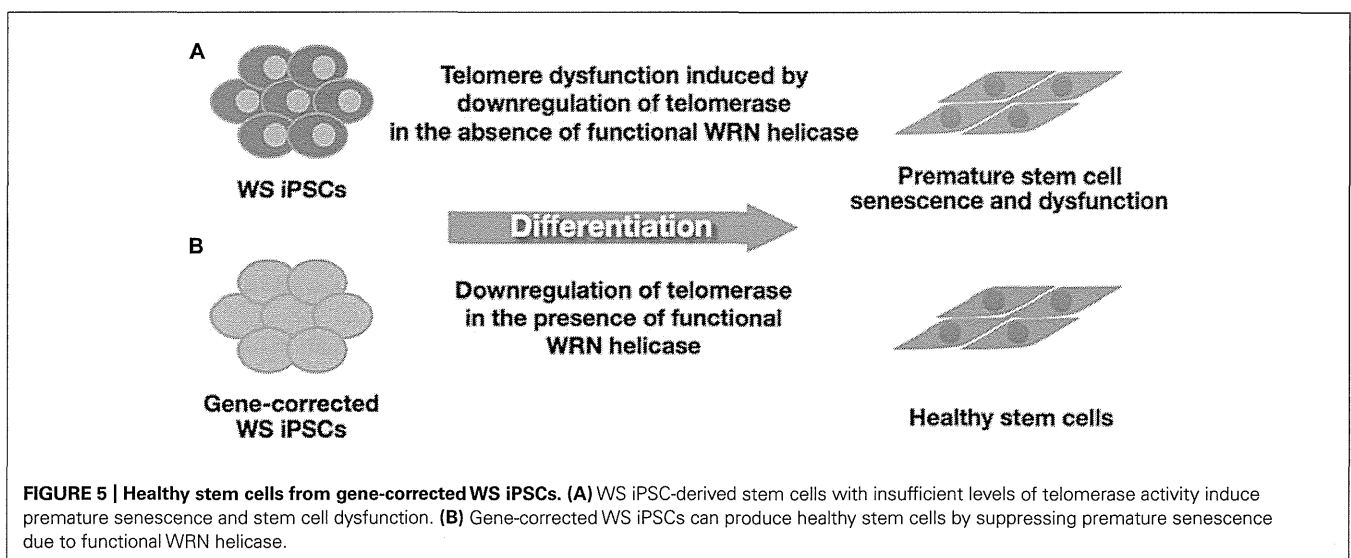 A
Telomere dysfunction induced by
downregulation of telomerase
in the absence of functional WRN helicase
WS iPSCs
Premature stem cell
senescence and dysfunction
Differentiation
B
Downregulation of telomerase
in the presence of functional
WRN helicase
Gene-corrected
WS iPSCs
Healthy stem cells
FIGURE 5 | Healthy stem cells from gene-corrected WS iPSCs. (A) WS iPSC-derived stem cells with insufficient levels of telomerase activity induce
premature senescence and stem cell dysfunction. (B) Gene-corrected WS iPSCs can produce healthy stem cells by suppressing premature senescence
due to functional WRN helicase.